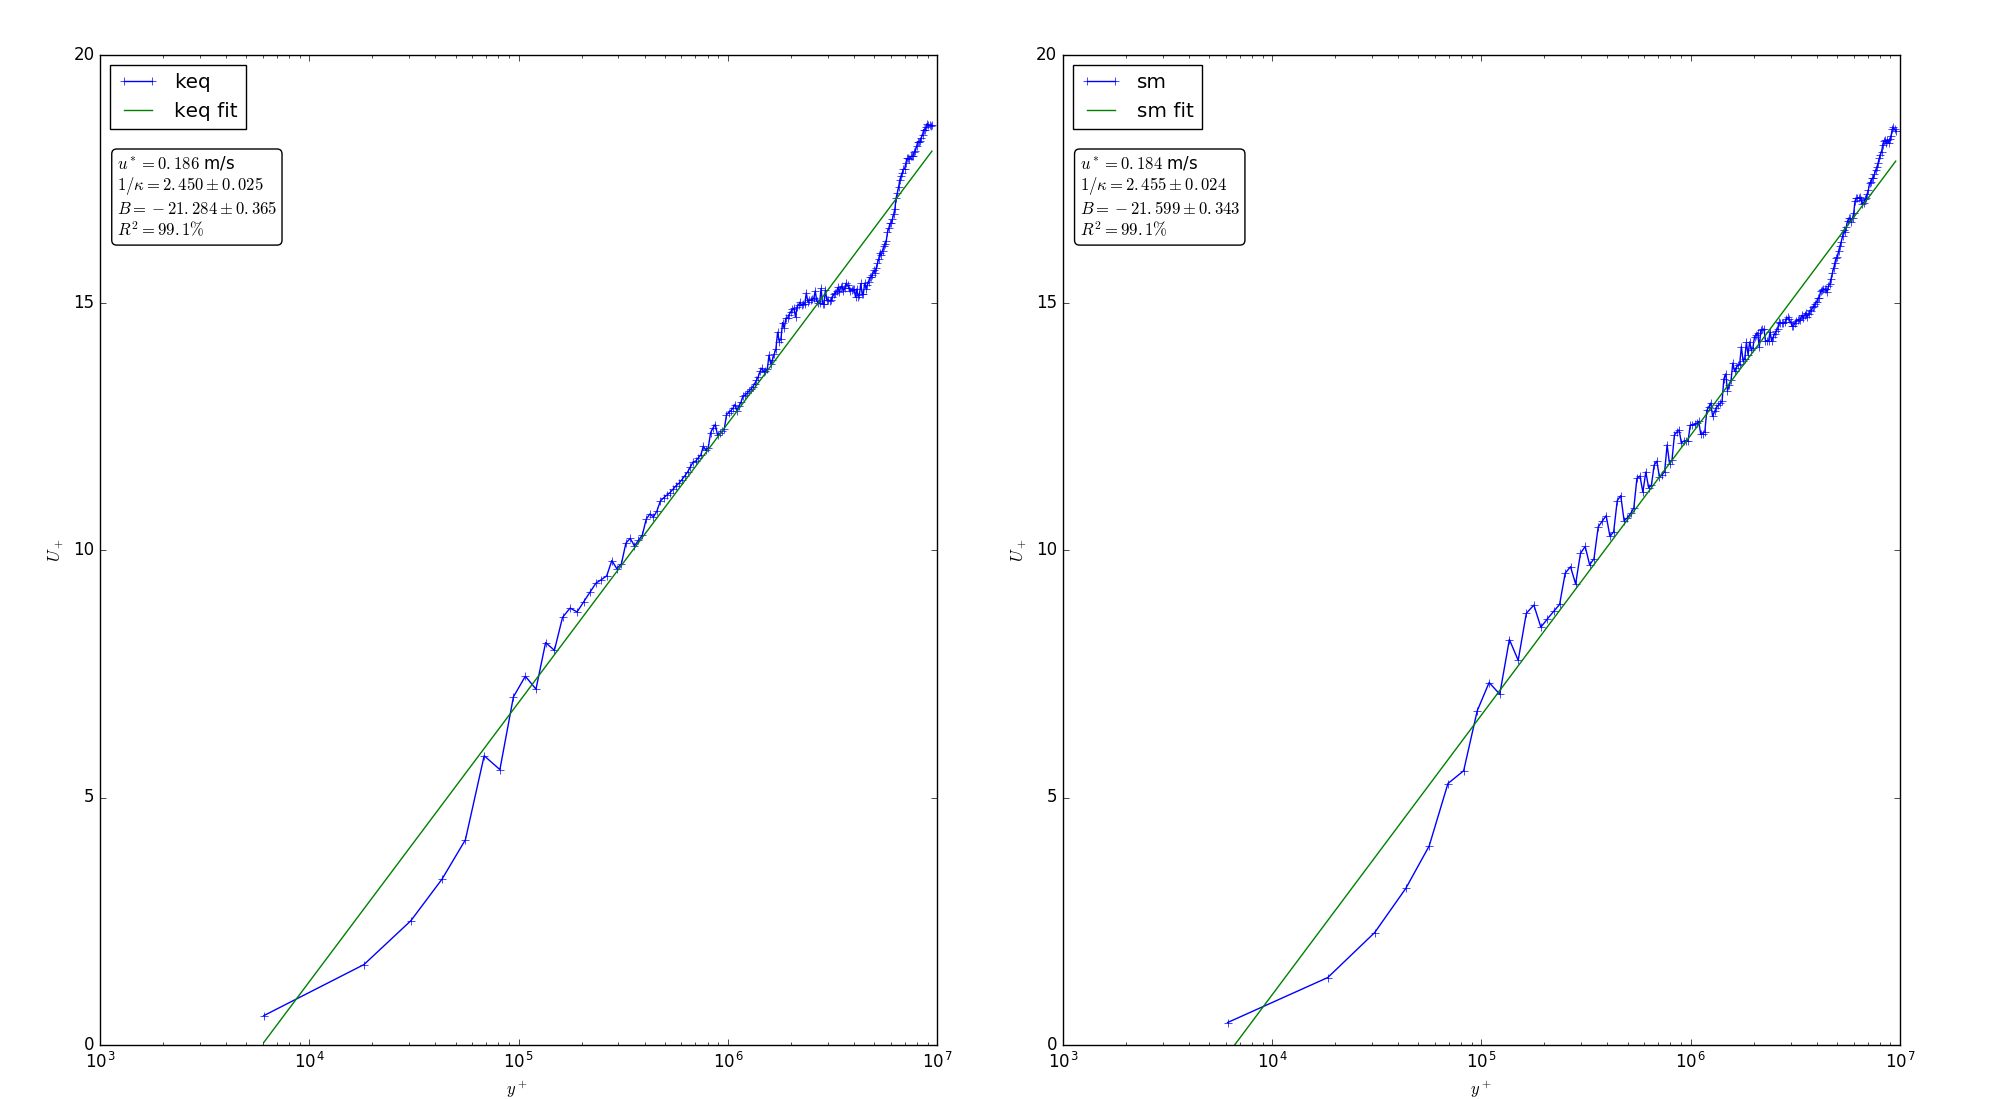 keq
keq fit
u* = 0.186 m/s
1/κ = 2.450 ± 0.025
B = −21.284 ± 0.365
R² = 99.1%
20
15
10
5
0
U₊
10³
10⁴
10⁵
10⁶
10⁷
y⁺
sm
sm fit
u* = 0.184 m/s
1/κ = 2.455 ± 0.024
B = −21.599 ± 0.343
R² = 99.1%
20
15
10
5
0
U₊
10³
10⁴
10⁵
10⁶
10⁷
y⁺